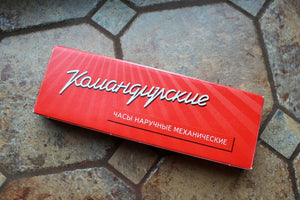 Командирские
ЧАСЫ НАРУЧНЫЕ МЕХАНИЧЕСКИЕ